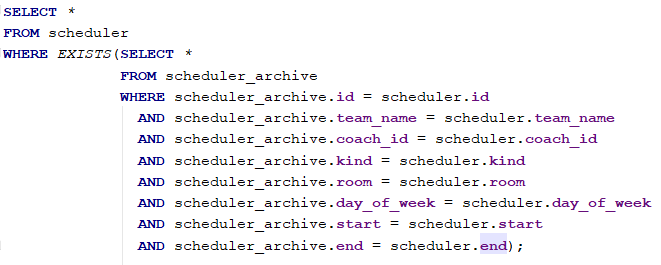 SELECT *
FROM scheduler
WHERE EXISTS(SELECT *
FROM scheduler_archive
WHERE scheduler_archive.id = scheduler.id
AND scheduler_archive.team_name = scheduler.team_name
AND scheduler_archive.coach_id = scheduler.coach_id
AND scheduler_archive.kind = scheduler.kind
AND scheduler_archive.room = scheduler.room
AND scheduler_archive.day_of_week = scheduler.day_of_week
AND scheduler_archive.start = scheduler.start
AND scheduler_archive.end = scheduler.end);